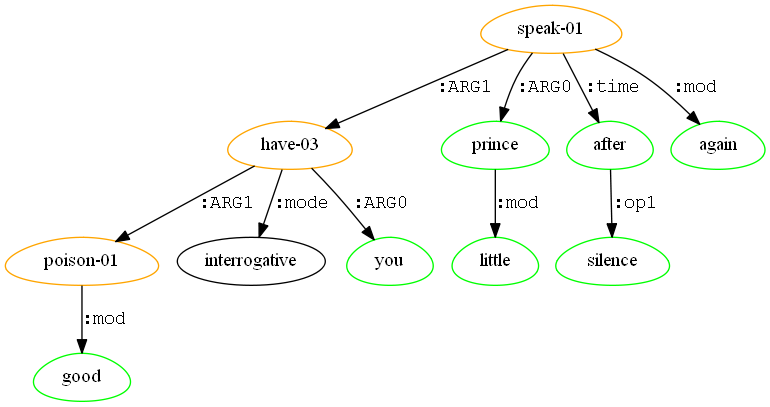 speak-01
:ARG1 :ARG0 :time :mod
have-03 prince after again
:ARG1 :mode :ARG0 :mod :op1
poison-01 interrogative you little silence
:mod
good